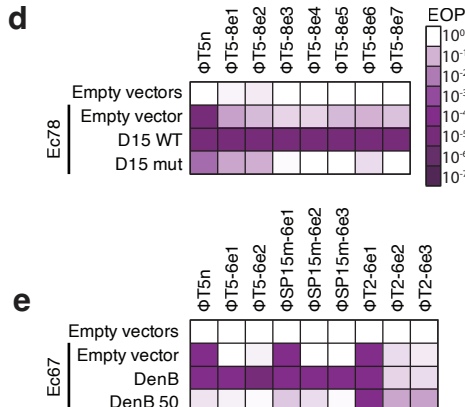 d
ΦT5n
ΦT5-8e1
ΦT5-8e2
ΦT5-8e3
ΦT5-8e4
ΦT5-8e5
ΦT5-8e6
ΦT5-8e7
EOP
10⁰
10⁻¹
10⁻²
10⁻³
10⁻⁴
10⁻⁵
10⁻⁶
10⁻⁷
Empty vectors
Ec78
Empty vector
D15 WT
D15 mut
e
ΦT5n
ΦT5-6e1
ΦT5-6e2
ΦSP15m-6e1
ΦSP15m-6e2
ΦSP15m-6e3
ΦT2-6e1
ΦT2-6e2
ΦT2-6e3
Empty vectors
Ec67
Empty vector
DenB
DenB 50